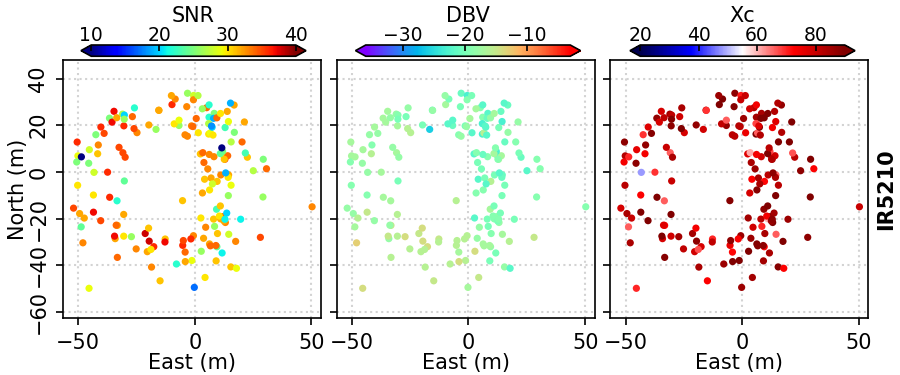 SNR DBV Xc
10 20 30 40 −30 −20 −10 20 40 60 80
40
20
0
−20
−40
−60
North (m)
IR5210
−50 0 50 −50 0 50 −50 0 50
East (m) East (m) East (m)